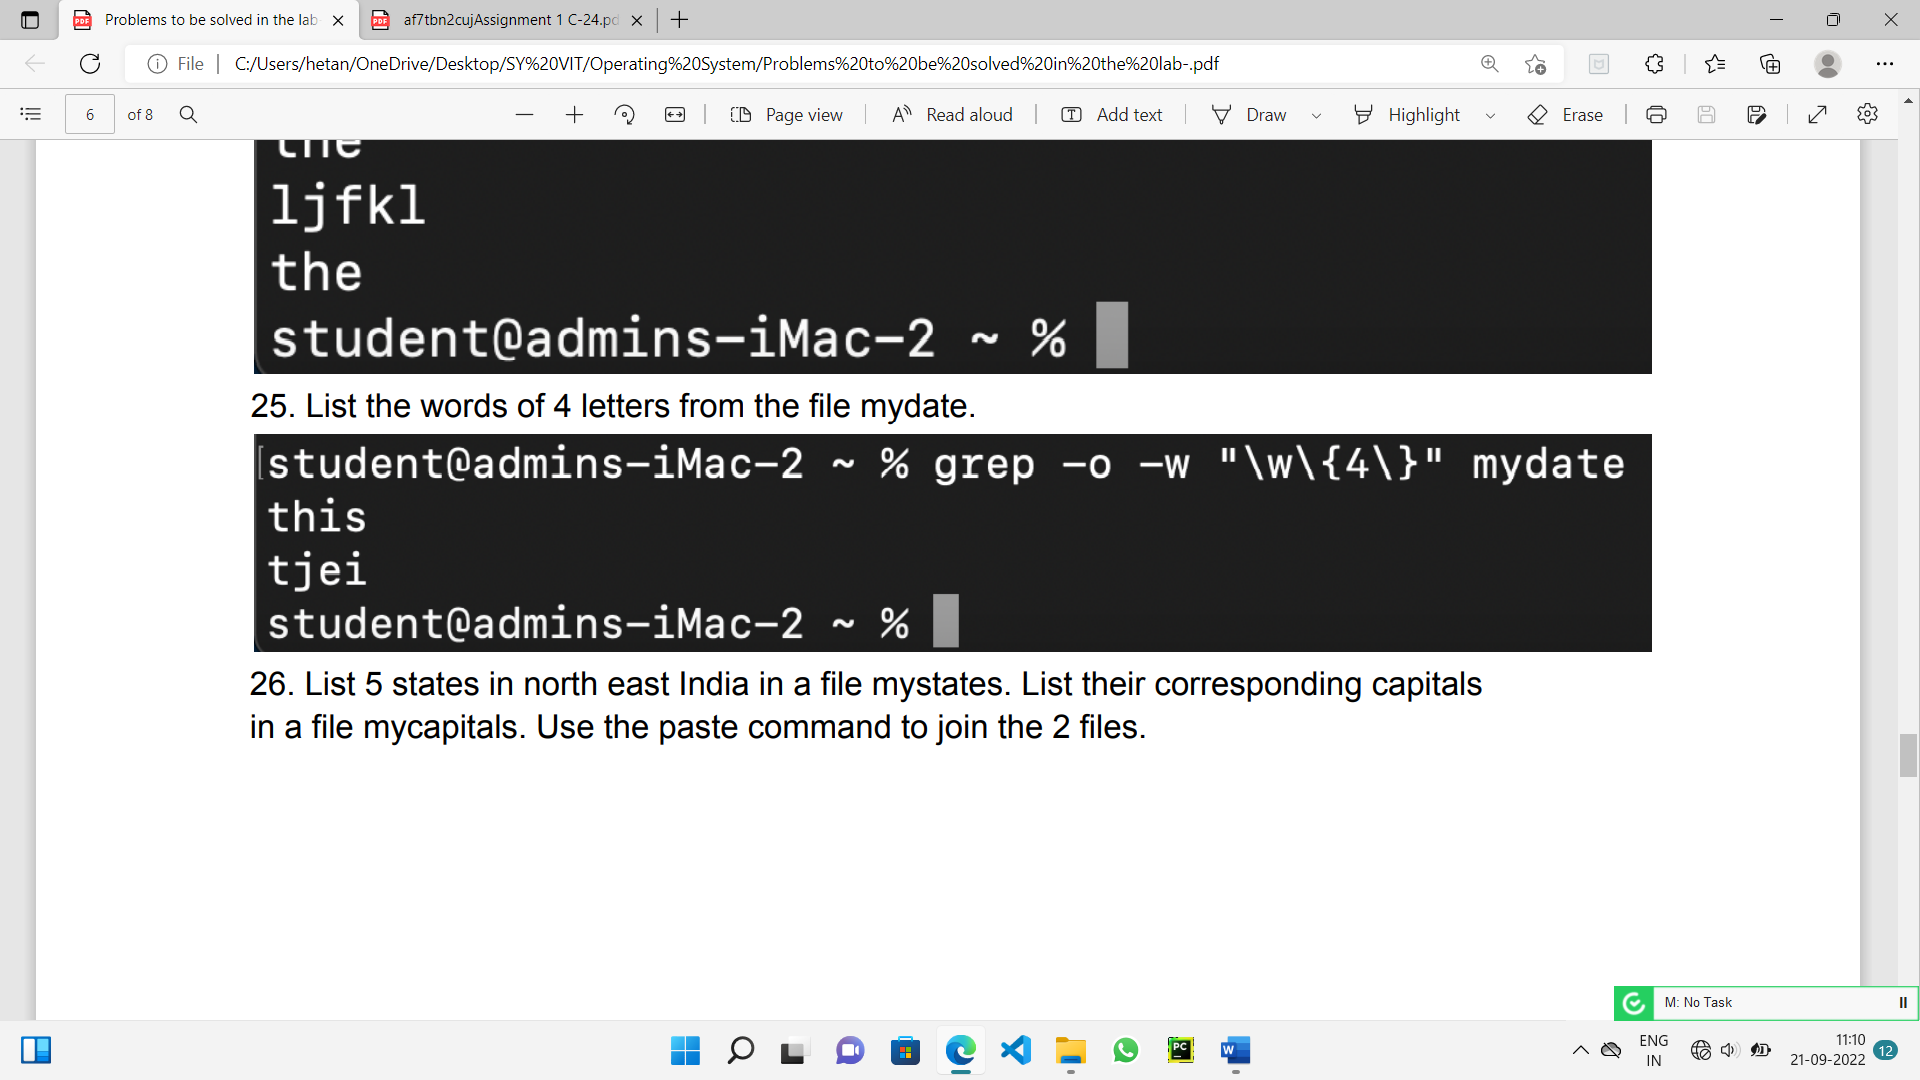 Problems to be solved in the lab
af7tbn2cujAssignment 1 C-24.pd
File
C:/Users/hetan/OneDrive/Desktop/SY%20VIT/Operating%20System/Problems%20to%20be%20solved%20in%20the%20lab-.pdf
6 of 8
Page view
Read aloud
Add text
Draw
Highlight
Erase
the
ljfkl
the
student@admins-iMac-2 ~ %
25. List the words of 4 letters from the file mydate.
[student@admins-iMac-2 ~ % grep -o -w "\w\{4\}" mydate
this
tjei
student@admins-iMac-2 ~ %
26. List 5 states in north east India in a file mystates. List their corresponding capitals
in a file mycapitals. Use the paste command to join the 2 files.
M: No Task
ENG
IN
11:10
21-09-2022
12